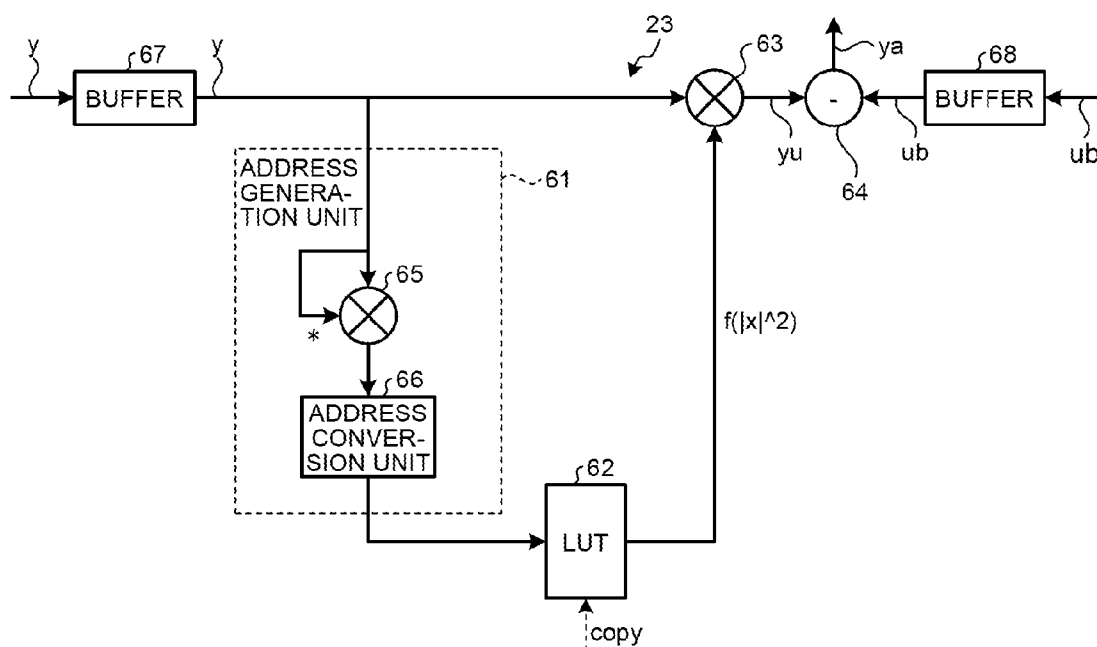 23
63
ya
68
y
67
y
BUFFER
BUFFER
-
yu
ub
ub
64
ADDRESS
GENERA-
TION UNIT
61
65
*
f(|x|^2)
66
ADDRESS
CONVER-
SION UNIT
62
LUT
copy